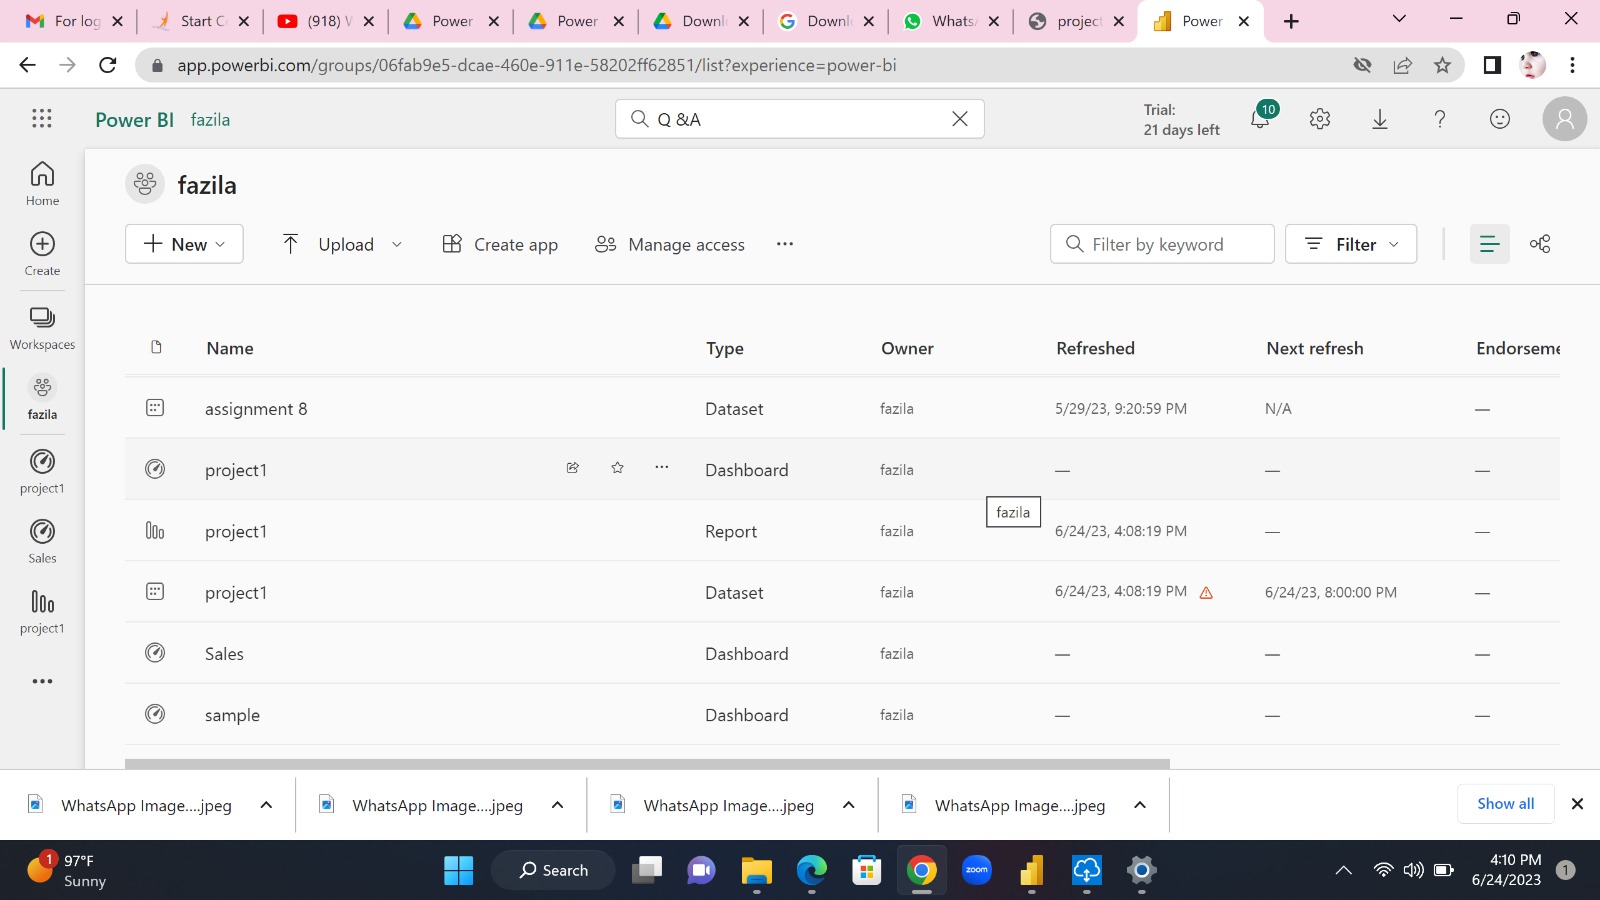 For log
Start C
(918) V
Power
Power
Downl
Downl
Whats
project
Power
app.powerbi.com/groups/06fab9e5-dcae-460e-911e-58202ff62851/list?experience=power-bi
Power BI fazila
Q &A
Trial:
21 days left
10
Home
Create
Workspaces
fazila
project1
Sales
project1
fazila
New
Upload
Create app
Manage access
Filter by keyword
Filter
Name Type Owner Refreshed Next refresh Endorseme
assignment 8 Dataset fazila 5/29/23, 9:20:59 PM N/A —
project1 Dashboard fazila — — —
fazila
project1 Report fazila 6/24/23, 4:08:19 PM — —
project1 Dataset fazila 6/24/23, 4:08:19 PM 6/24/23, 8:00:00 PM —
Sales Dashboard fazila — — —
sample Dashboard fazila — — —
WhatsApp Image....jpeg
WhatsApp Image....jpeg
WhatsApp Image....jpeg
WhatsApp Image....jpeg
Show all
1
97°F
Sunny
Search
zoom
4:10 PM
6/24/2023
1